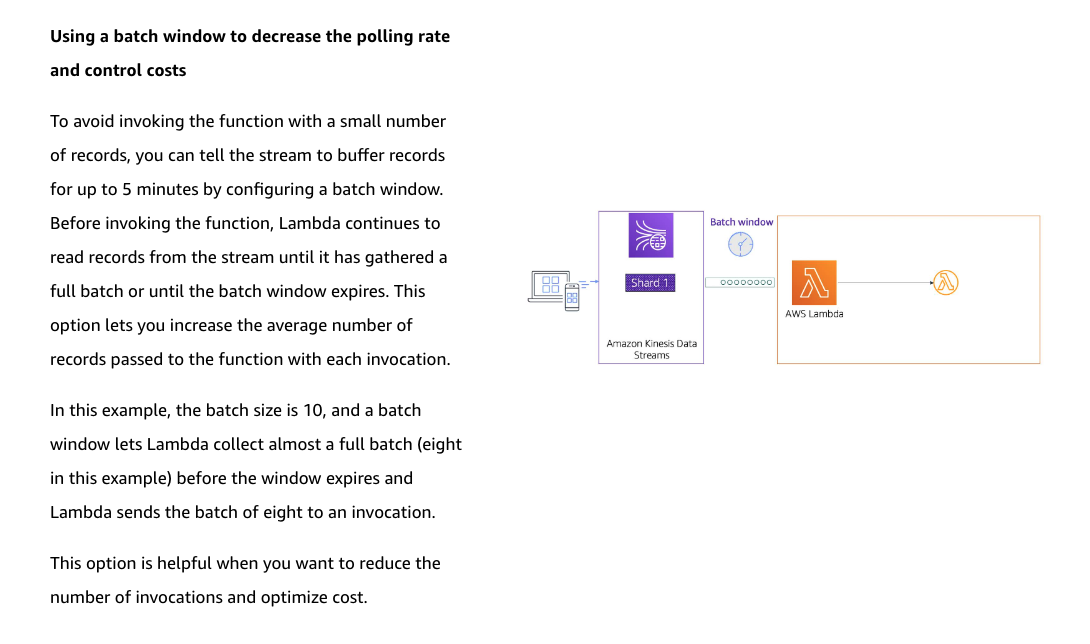 Using a batch window to decrease the polling rate
and control costs
To avoid invoking the function with a small number
of records, you can tell the stream to buffer records
for up to 5 minutes by configuring a batch window.
Before invoking the function, Lambda continues to
read records from the stream until it has gathered a
full batch or until the batch window expires. This
option lets you increase the average number of
records passed to the function with each invocation.
In this example, the batch size is 10, and a batch
window lets Lambda collect almost a full batch (eight
in this example) before the window expires and
Lambda sends the batch of eight to an invocation.
This option is helpful when you want to reduce the
number of invocations and optimize cost.
Batch window
Shard 1
Amazon Kinesis Data
Streams
AWS Lambda